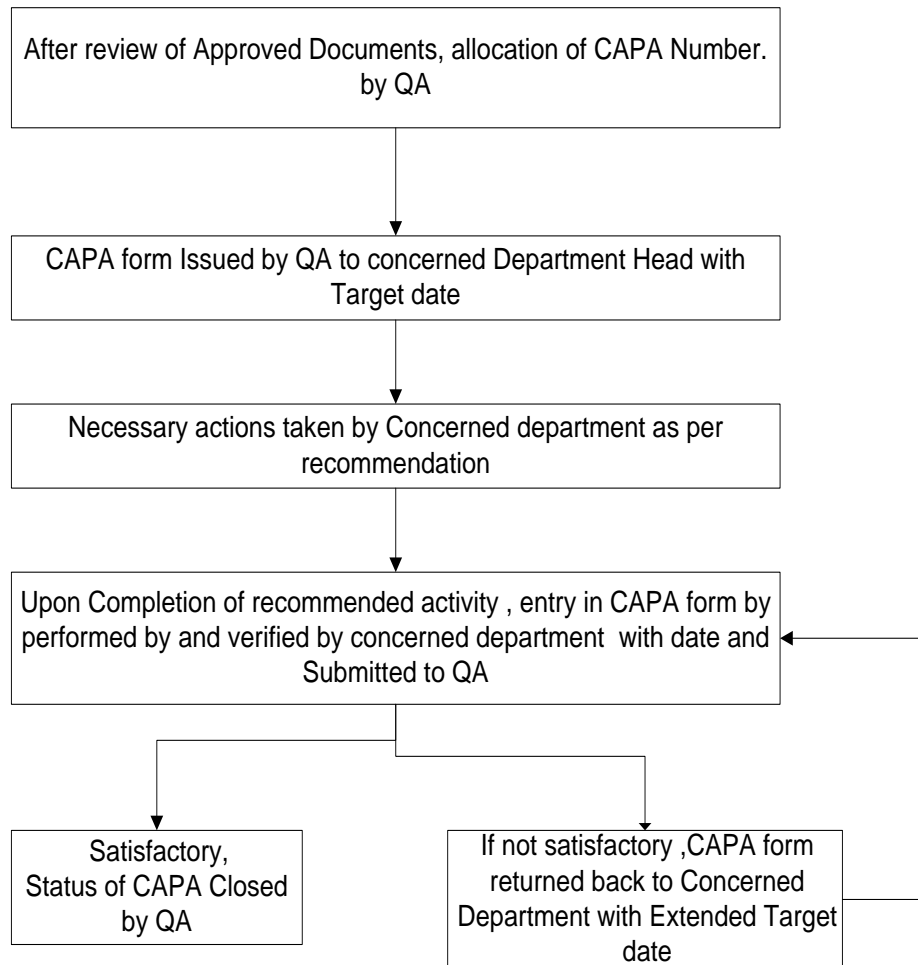 After review of Approved Documents, allocation of CAPA Number.
by QA
CAPA form Issued by QA to concerned Department Head with
Target date
Necessary actions taken by Concerned department as per
recommendation
Upon Completion of recommended activity , entry in CAPA form by
performed by and verified by concerned department with date and
Submitted to QA
Satisfactory,
Status of CAPA Closed
by QA
If not satisfactory ,CAPA form
returned back to Concerned
Department with Extended Target
date